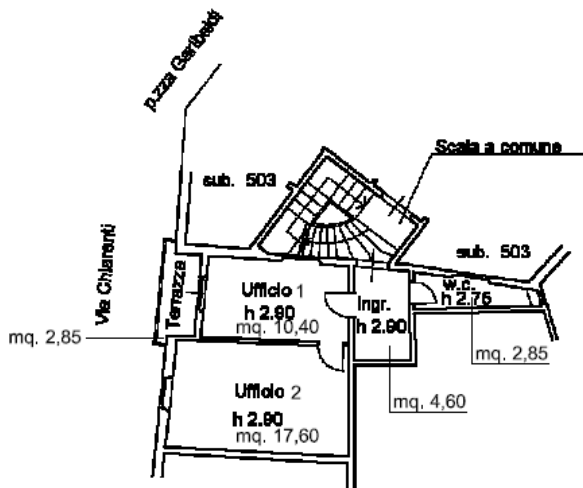 p.zza Garibaldi
Scala a comune
sub. 503
sub. 503
Via Chiarenti
Terrazza
Ufficio 1
h 2.90
mq. 10,40
Ingr.
h 2.90
w.c.
h 2.75
mq. 2,85
mq. 2,85
Ufficio 2
h 2.90
mq. 17,60
mq. 4,60